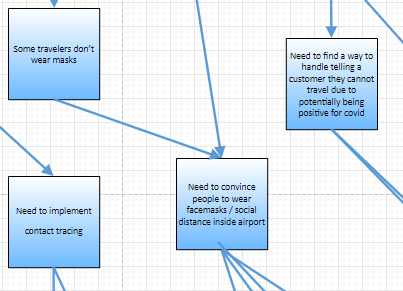 Some travelers don't
wear masks
Need to find a way to
handle telling a
customer they cannot
travel due to
potentially being
positive for covid
Need to implement
contact tracing
Need to convince
people to wear
facemasks / social
distance inside airport